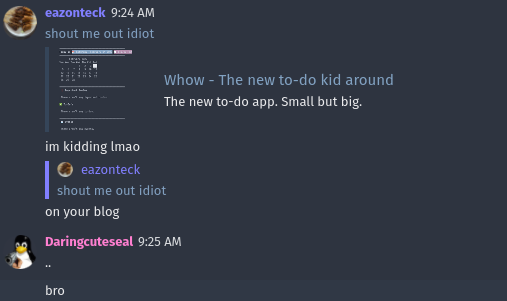 eazonteck 9:24 AM
shout me out idiot
Whow - The new to-do kid around
The new to-do app. Small but big.
im kidding lmao
eazonteck
shout me out idiot
on your blog
Daringcuteseal 9:25 AM
..
bro